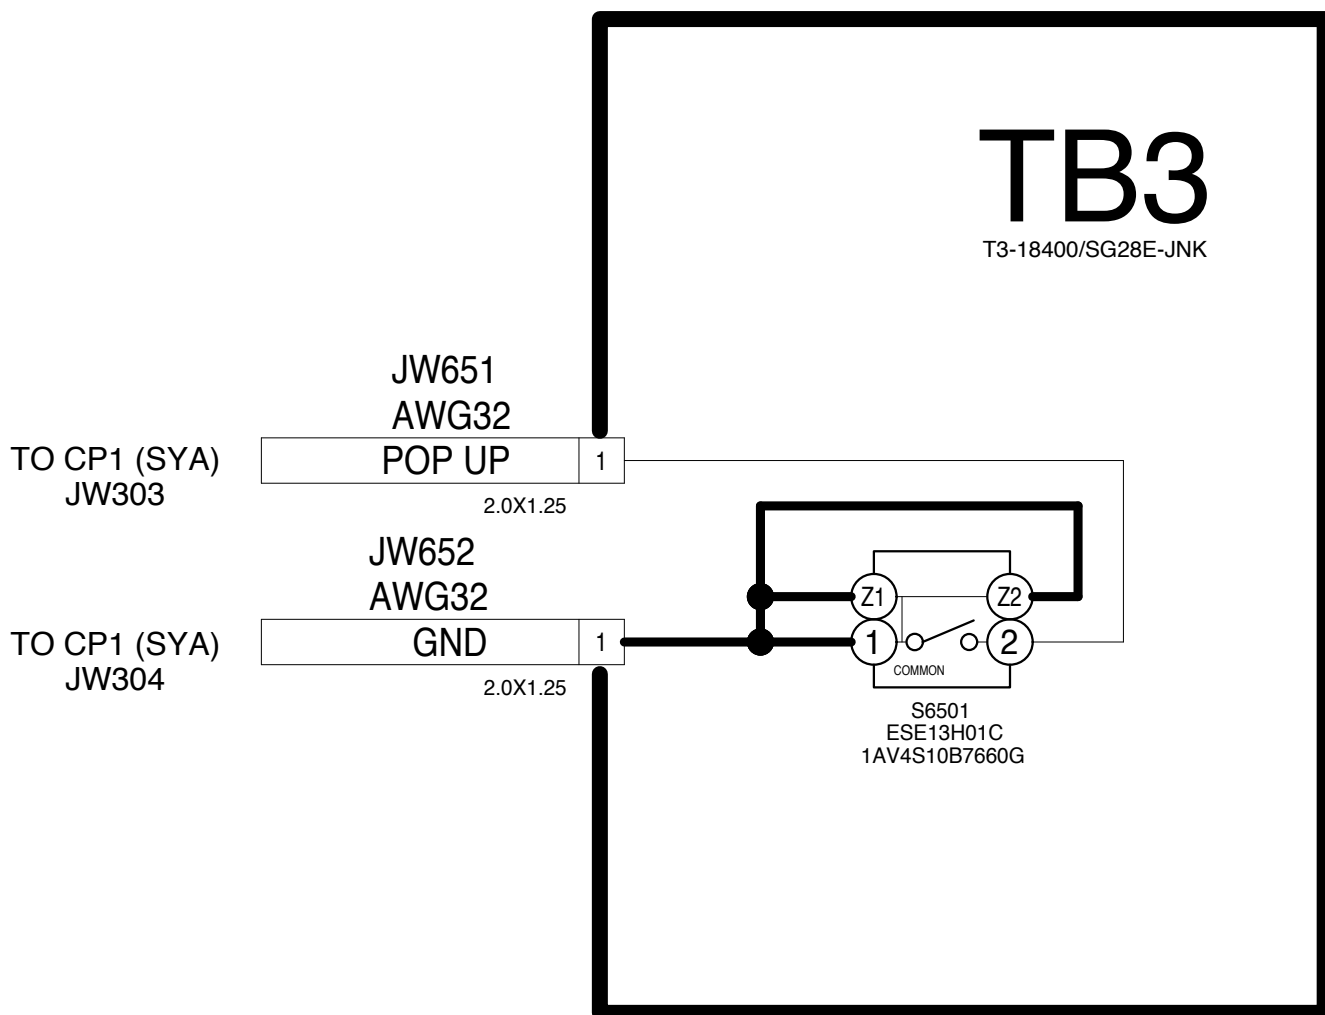 TB3
T3-18400/SG28E-JNK
JW651
AWG32
TO CP1 (SYA)
JW303
POP UP
1
2.0X1.25
JW652
AWG32
TO CP1 (SYA)
JW304
GND
1
2.0X1.25
Z1
Z2
1
2
COMMON
S6501
ESE13H01C
1AV4S10B7660G